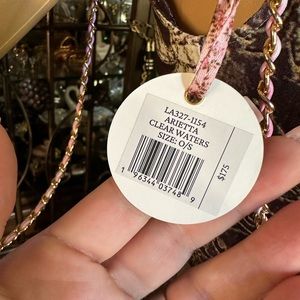 LA327-1154
ARIETTA
CLEAR WATERS
SIZE: O/S
1 96344 03748 9
$175